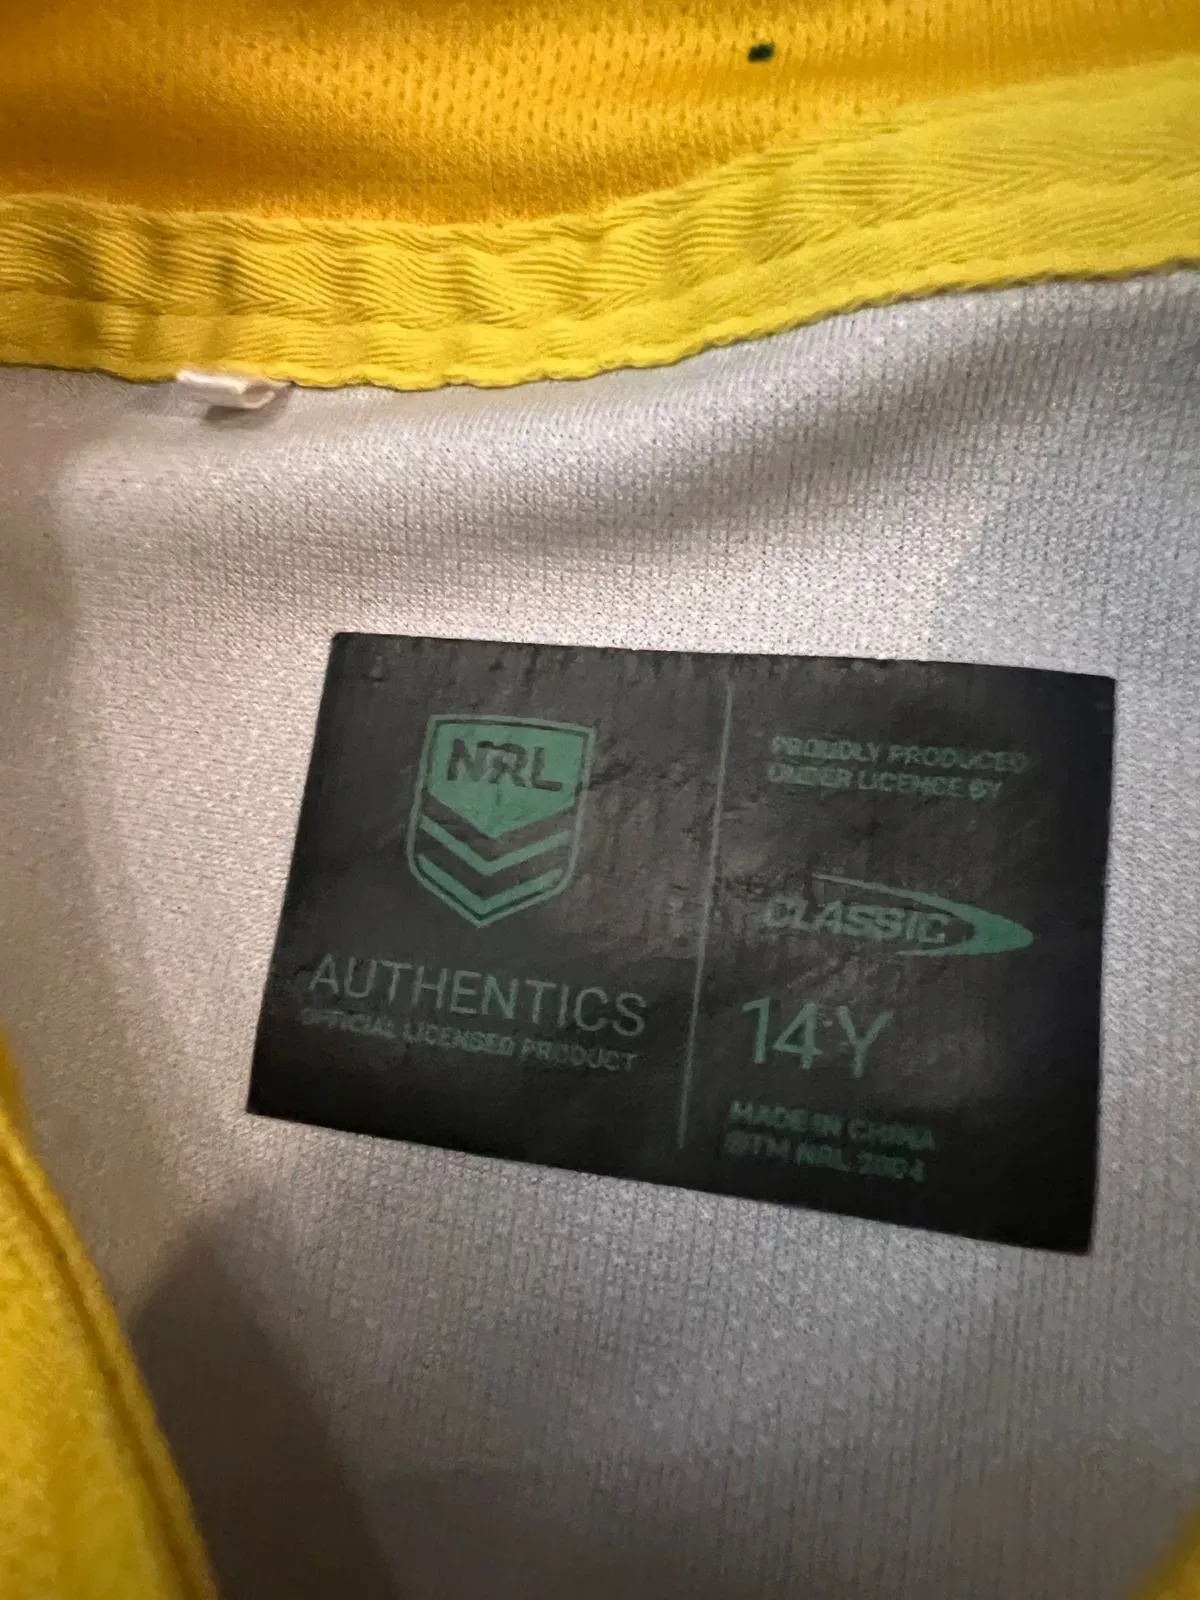 NRL
AUTHENTICS
OFFICIAL LICENSED PRODUCT
PROUDLY PRODUCED
UNDER LICENCE BY
CLASSIC
14Y
MADE IN CHINA
©TM NRL 2004